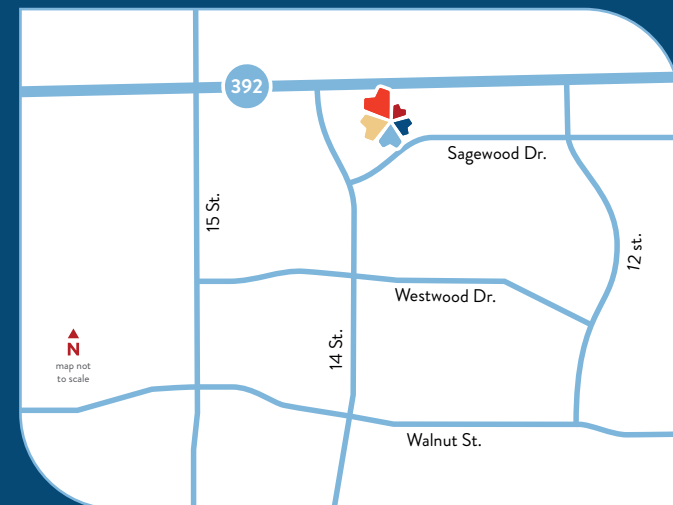 392
Sagewood Dr.
15 St.
12 st.
Westwood Dr.
14 St.
N
map not
to scale
Walnut St.